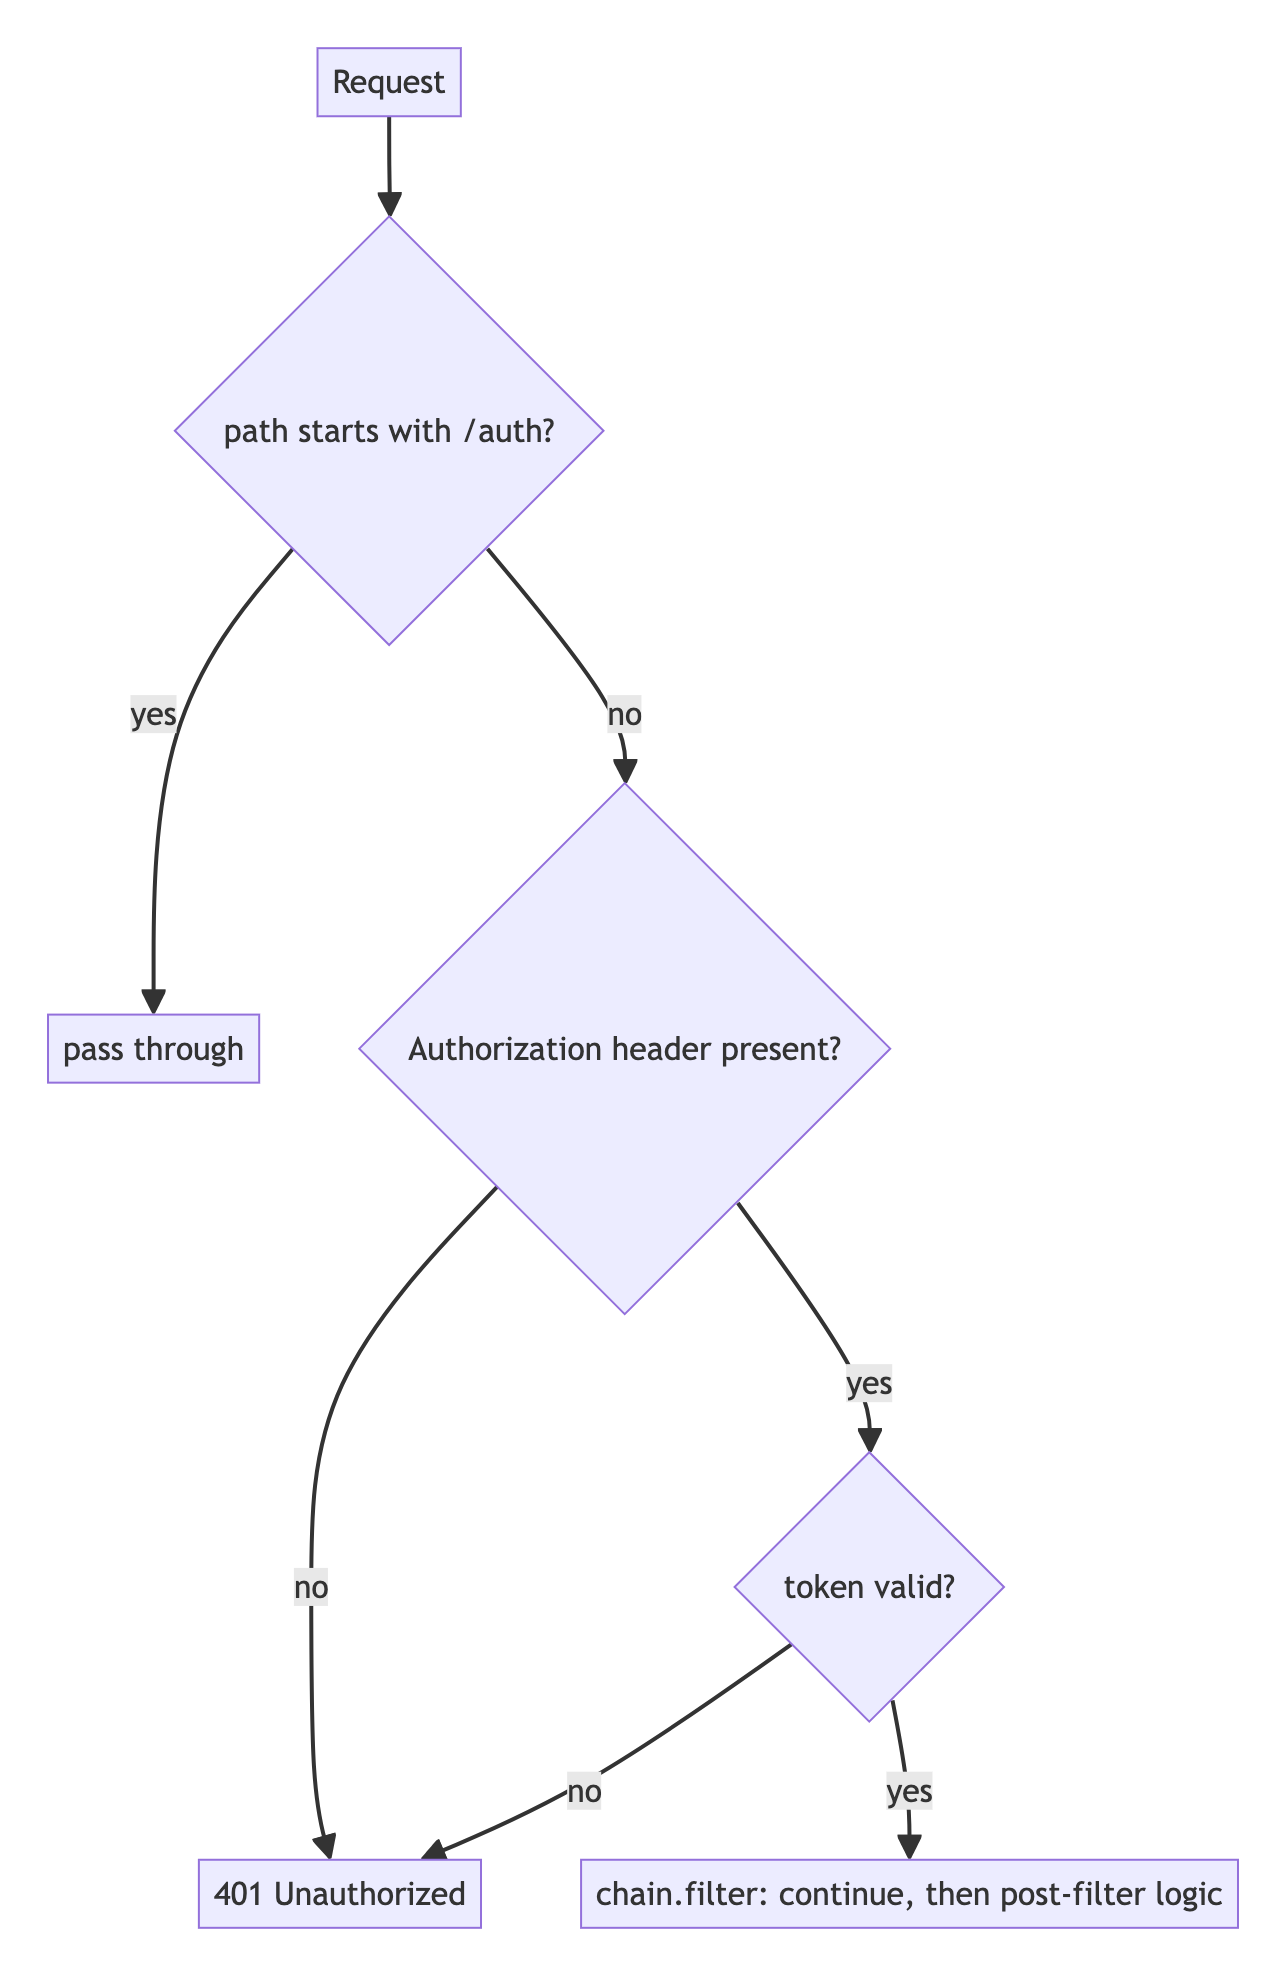 Request
path starts with /auth?
yes
no
pass through
Authorization header present?
yes
no
token valid?
no
yes
401 Unauthorized
chain.filter: continue, then post-filter logic